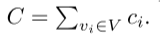 C = ∑_{v_i∈V} c_i.